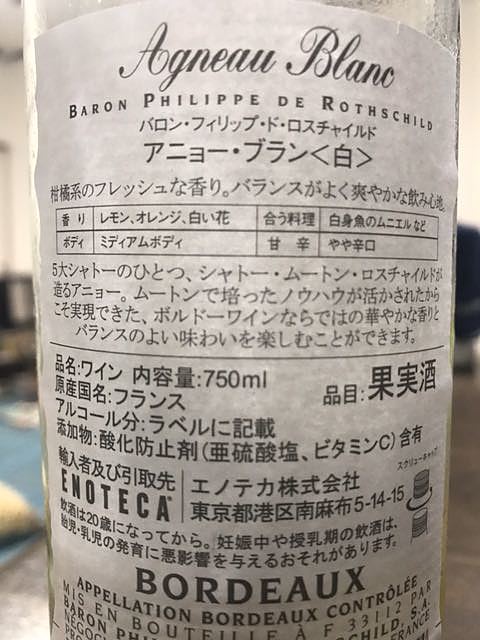 Agneau Blanc
BARON PHILIPPE DE ROTHSCHILD
バロン・フィリップ・ド・ロスチャイルド
アニョー・ブラン<白>
柑橘系のフレッシュな香り。バランスがよく爽やかな飲み心地。
香り レモン、オレンジ、白い花 合う料理 白身魚のムニエルなど
ボディ ミディアムボディ 甘辛 やや辛口
5大シャトーのひとつ、シャトー・ムートン・ロスチャイルドが
造るアニョー。ムートンで培ったノウハウが活かされたから
こそ実現できた、ボルドーワインならではの華やかな香りと
バランスのよい味わいを楽しむことができます。
品名:ワイン 内容量:750ml
原産国名:フランス 品目:果実酒
アルコール分:ラベルに記載
添加物:酸化防止剤(亜硫酸塩、ビタミンC)含有
スクリューキャップ
輸入者及び引取先 エノテカ株式会社
ENOTECA 東京都港区南麻布5-14-15
飲酒は20歳になってから。妊娠中や授乳期の飲酒は、
胎児・乳児の発育に悪影響を与えるおそれがあります。
BORDEAUX
APPELLATION BORDEAUX CONTRÔLÉE
MIS EN BOUTEILLE À F 33112 PAR
BARON PHI CHILD, S.A.
NÉGOC FRANCE